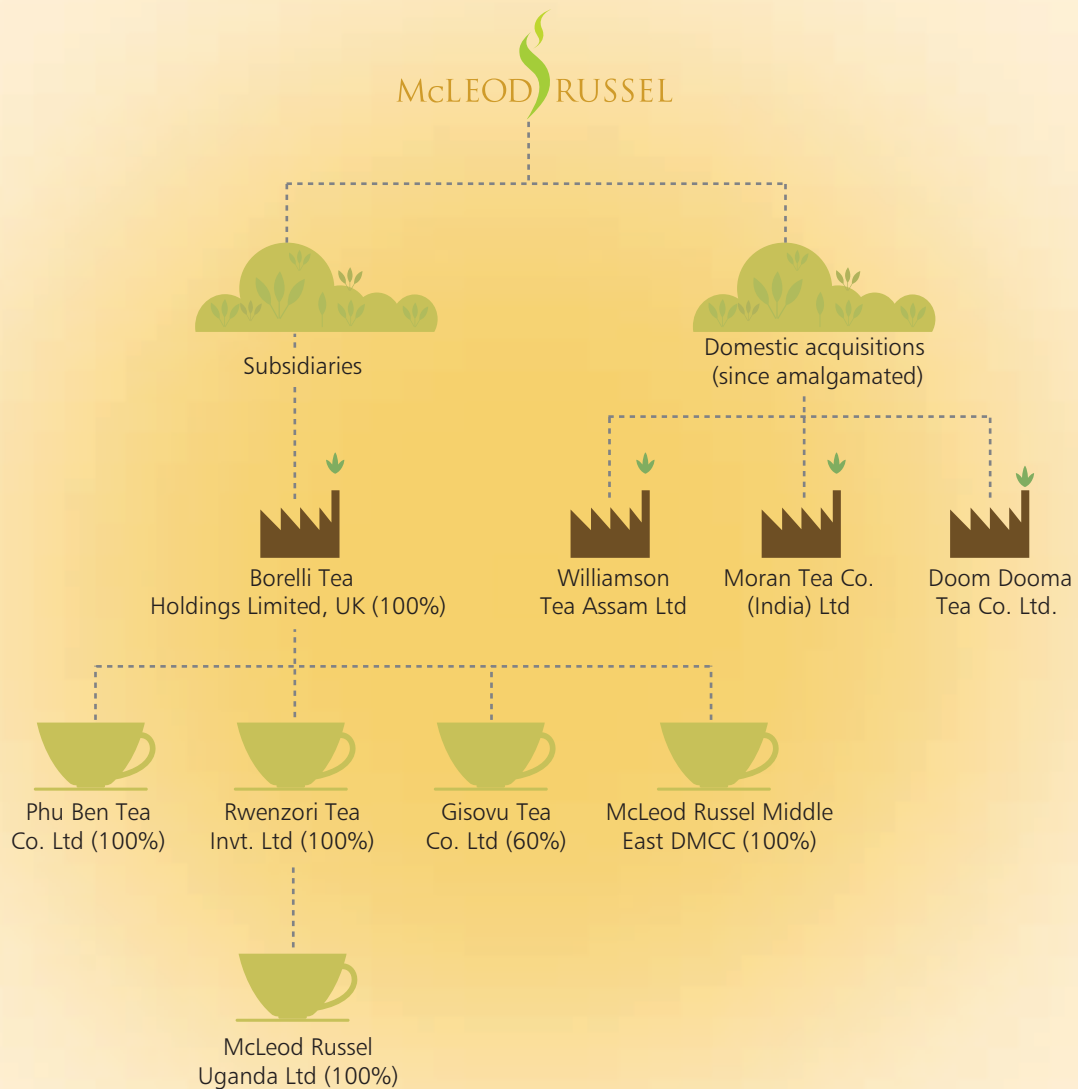 McLEOD RUSSEL
Subsidiaries
Domestic acquisitions
(since amalgamated)
Borelli Tea
Holdings Limited, UK (100%)
Williamson
Tea Assam Ltd
Moran Tea Co.
(India) Ltd
Doom Dooma
Tea Co. Ltd.
Phu Ben Tea
Co. Ltd (100%)
Rwenzori Tea
Invt. Ltd (100%)
Gisovu Tea
Co. Ltd (60%)
McLeod Russel Middle
East DMCC (100%)
McLeod Russel
Uganda Ltd (100%)